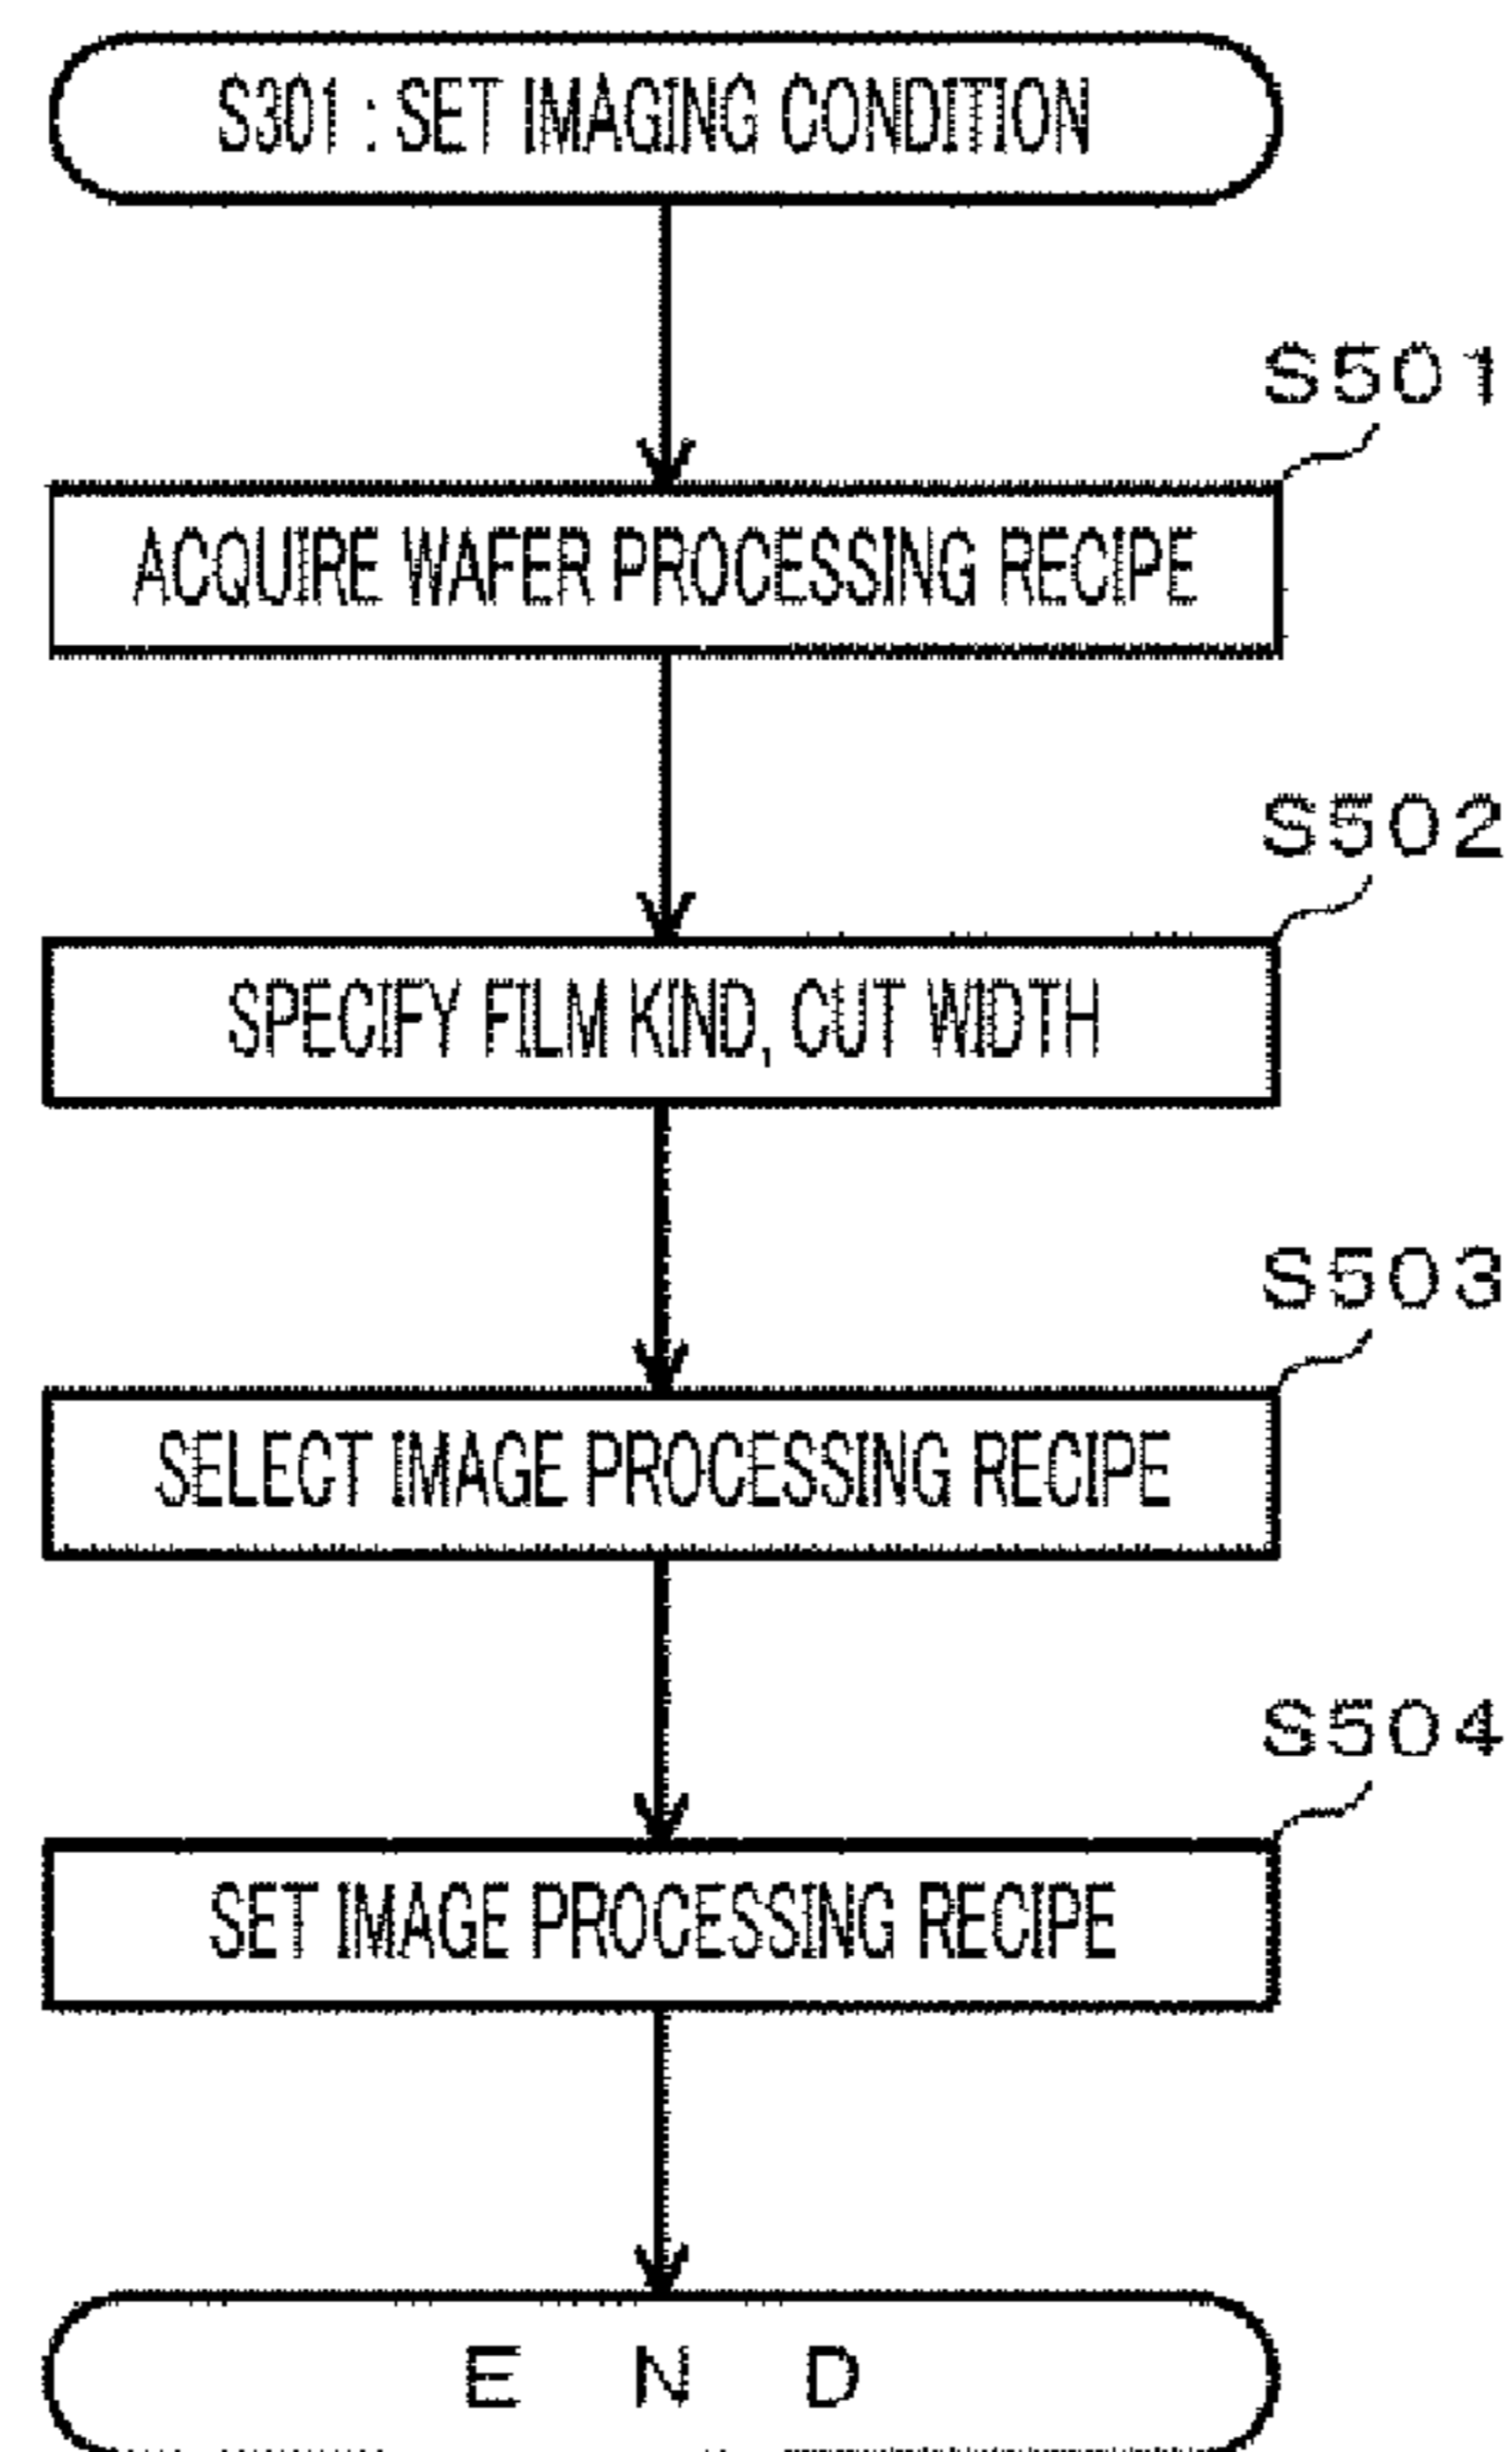 S301 : SET IMAGING CONDITION
S501
ACQUIRE WAFER PROCESSING RECIPE
S502
SPECIFY FILM KIND, CUT WIDTH
S503
SELECT IMAGE PROCESSING RECIPE
S504
SET IMAGE PROCESSING RECIPE
E N D